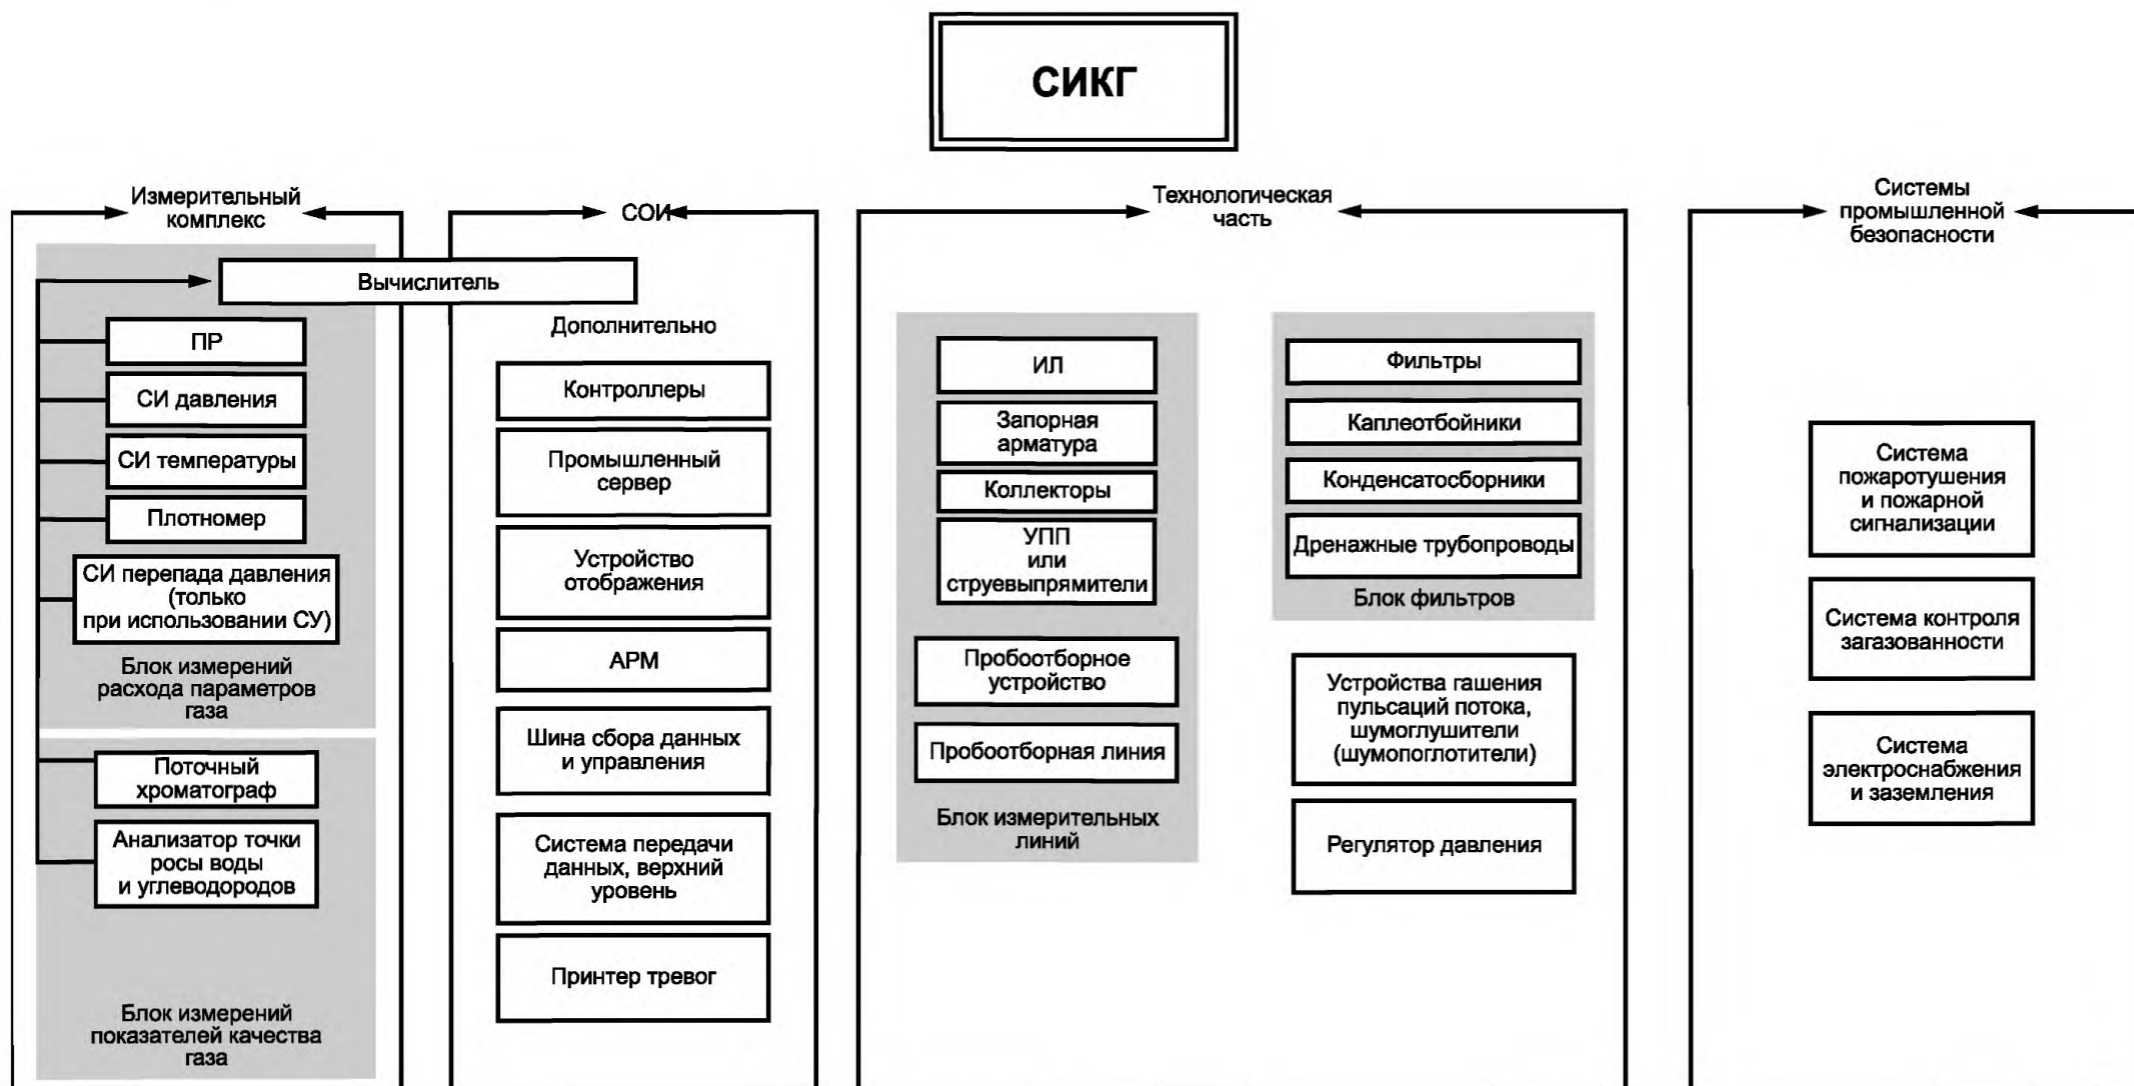 СИКГ
Измерительный
комплекс
Вычислитель
ПР
СИ давления
СИ температуры
Плотномер
СИ перепада давления
(только
при использовании СУ)
Блок измерений
расхода параметров
газа
Поточный
хроматограф
Анализатор точки
росы воды
и углеводородов
Блок измерений
показателей качества
газа
СОИ
Дополнительно
Контроллеры
Промышленный
сервер
Устройство
отображения
АРМ
Шина сбора данных
и управления
Система передачи
данных, верхний
уровень
Принтер тревог
Технологическая
часть
ИЛ
Запорная
арматура
Коллекторы
УПП
или
струевыпрямители
Пробоотборное
устройство
Пробоотборная линия
Блок измерительных
линий
Фильтры
Каплеотбойники
Конденсатосборники
Дренажные трубопроводы
Блок фильтров
Устройства гашения
пульсаций потока,
шумоглушители
(шумопоглотители)
Регулятор давления
Системы
промышленной
безопасности
Система
пожаротушения
и пожарной
сигнализации
Система контроля
загазованности
Система
электроснабжения
и заземления